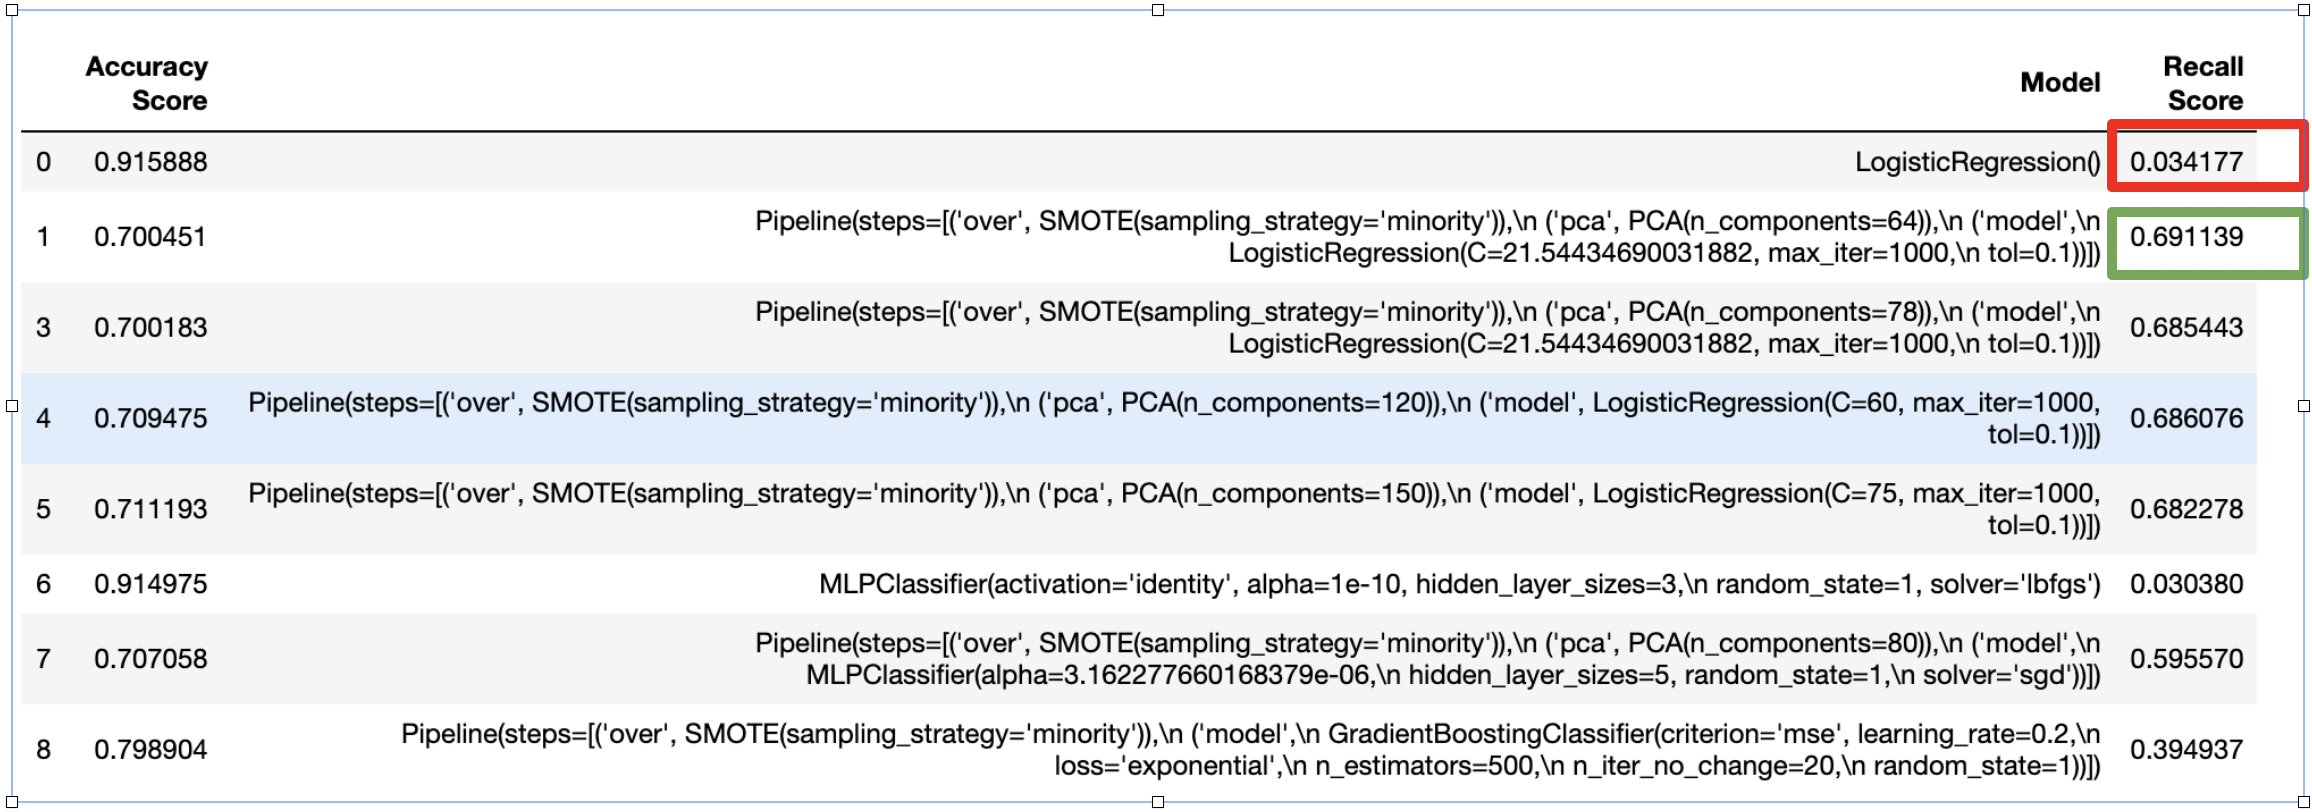 Accuracy Score Model Recall Score
0 0.915888 LogisticRegression() 0.034177
1 0.700451 Pipeline(steps=[('over', SMOTE(sampling_strategy='minority')),\n ('pca', PCA(n_components=64)),\n ('model',\n
LogisticRegression(C=21.54434690031882, max_iter=1000,\n tol=0.1))]) 0.691139
3 0.700183 Pipeline(steps=[('over', SMOTE(sampling_strategy='minority')),\n ('pca', PCA(n_components=78)),\n ('model',\n
LogisticRegression(C=21.54434690031882, max_iter=1000,\n tol=0.1))]) 0.685443
4 0.709475 Pipeline(steps=[('over', SMOTE(sampling_strategy='minority')),\n ('pca', PCA(n_components=120)),\n ('model', LogisticRegression(C=60, max_iter=1000,
tol=0.1))]) 0.686076
5 0.711193 Pipeline(steps=[('over', SMOTE(sampling_strategy='minority')),\n ('pca', PCA(n_components=150)),\n ('model', LogisticRegression(C=75, max_iter=1000,
tol=0.1))]) 0.682278
6 0.914975 MLPClassifier(activation='identity', alpha=1e-10, hidden_layer_sizes=3,\n random_state=1, solver='lbfgs') 0.030380
7 0.707058 Pipeline(steps=[('over', SMOTE(sampling_strategy='minority')),\n ('pca', PCA(n_components=80)),\n ('model',\n
MLPClassifier(alpha=3.162277660168379e-06,\n hidden_layer_sizes=5, random_state=1,\n solver='sgd'))]) 0.595570
8 0.798904 Pipeline(steps=[('over', SMOTE(sampling_strategy='minority')),\n ('model',\n GradientBoostingClassifier(criterion='mse', learning_rate=0.2,\n
loss='exponential',\n n_estimators=500,\n n_iter_no_change=20,\n random_state=1))]) 0.394937